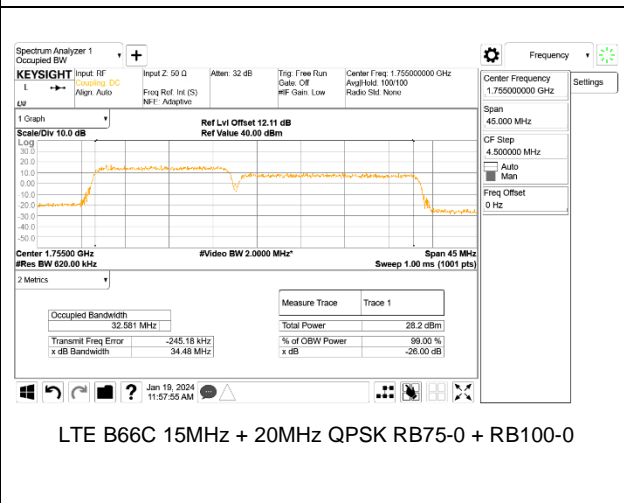 Spectrum Analyzer 1
Occupied BW
Frequency
KEYSIGHT
L
Input: RF
Coupling: DC
Align: Auto
Input Z: 50 Ω
Freq Ref: Int (S)
NFE: Adaptive
Atten: 32 dB
Trig: Free Run
Gate: Off
#IF Gain: Low
Center Freq: 1.755000000 GHz
Avg|Hold: 100/100
Radio Std: None
Center Frequency
1.755000000 GHz
Settings
Span
45.000 MHz
CF Step
4.500000 MHz
Auto
Man
Freq Offset
0 Hz
1 Graph
Scale/Div 10.0 dB
Ref Lvl Offset 12.11 dB
Ref Value 40.00 dBm
Log
30.0
20.0
10.0
0.00
-10.0
-20.0
-30.0
-40.0
-50.0
Center 1.75500 GHz
#Res BW 620.00 kHz
#Video BW 2.0000 MHz*
Span 45 MHz
Sweep 1.00 ms (1001 pts)
2 Metrics
Occupied Bandwidth
32.581 MHz
Transmit Freq Error -245.18 kHz
x dB Bandwidth 34.48 MHz
Measure Trace Trace 1
Total Power 28.2 dBm
% of OBW Power 99.00 %
x dB -26.00 dB
Jan 19, 2024
11:57:55 AM
LTE B66C 15MHz + 20MHz QPSK RB75-0 + RB100-0